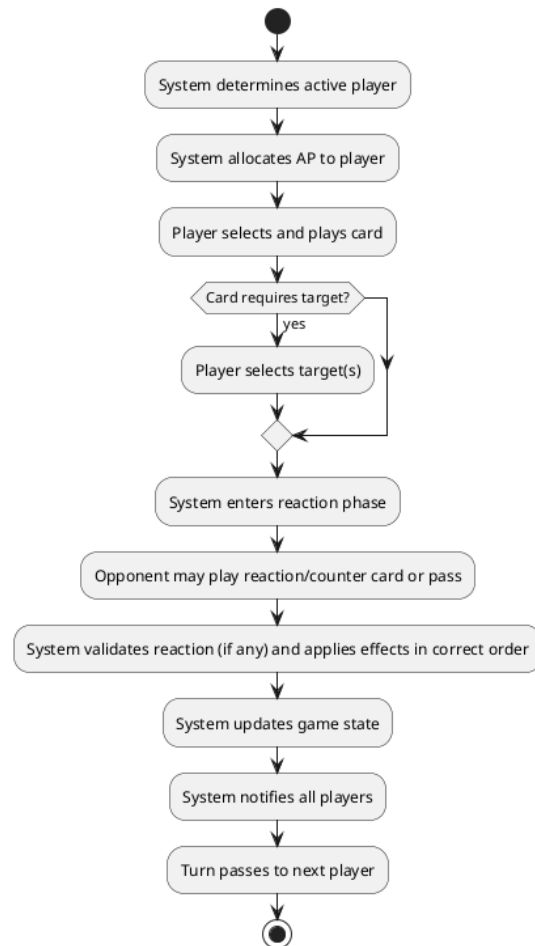 System determines active player
System allocates AP to player
Player selects and plays card
Card requires target?
yes
Player selects target(s)
System enters reaction phase
Opponent may play reaction/counter card or pass
System validates reaction (if any) and applies effects in correct order
System updates game state
System notifies all players
Turn passes to next player